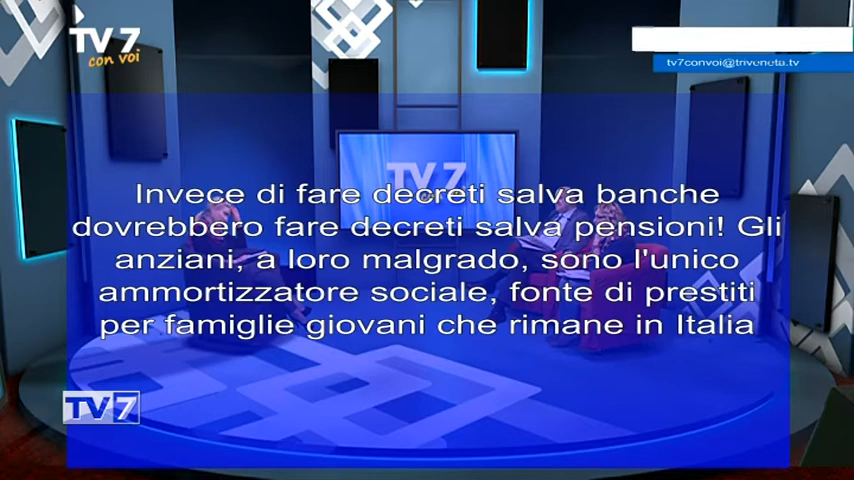 TV7
con voi
tv7convoi@triveneta.tv
TV7
Invece di fare decreti salva banche
dovrebbero fare decreti salva pensioni! Gli
anziani, a loro malgrado, sono l'unico
ammortizzatore sociale, fonte di prestiti
per famiglie giovani che rimane in Italia
TV7